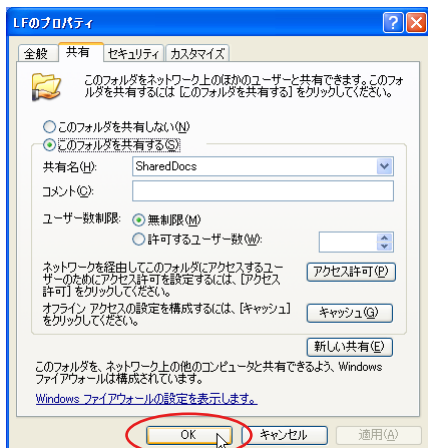 LFのプロパティ
全般 共有 セキュリティ カスタマイズ
このフォルダをネットワーク上のほかのユーザーと共有できます。このフォ
ルダを共有するには [このフォルダを共有する] をクリックしてください。
このフォルダを共有しない(N)
このフォルダを共有する(S)
共有名(H): SharedDocs
コメント(C):
ユーザー数制限: 無制限(M)
許可するユーザー数(W):
ネットワークを経由してこのフォルダにアクセスするユー
ザーのためにアクセス許可を設定するには、[アクセス
許可] をクリックしてください。
アクセス許可(P)
オフライン アクセスの設定を構成するには、[キャッシュ]
をクリックしてください。
キャッシュ(G)
新しい共有(E)
このフォルダを、ネットワーク上の他のコンピュータと共有できるよう、Windows
ファイアウォールは構成されています。
Windows ファイアウォールの設定を表示します。
OK キャンセル 適用(A)